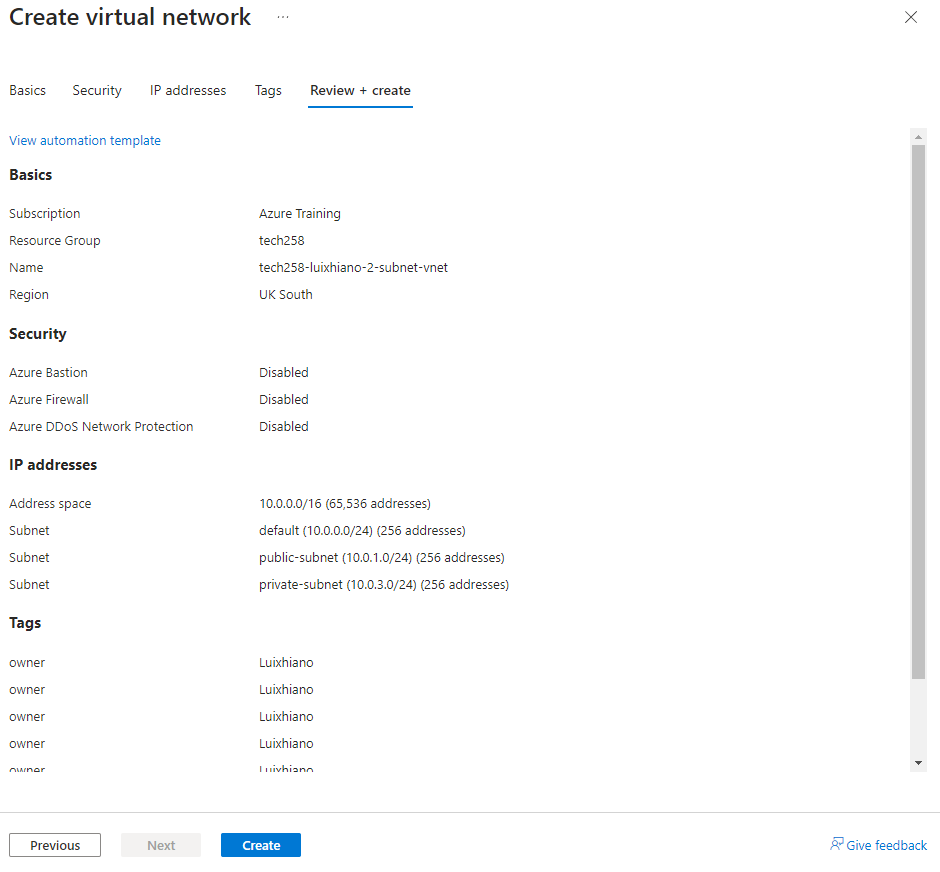 Create virtual network ...
Basics Security IP addresses Tags Review + create
View automation template
Basics
Subscription Azure Training
Resource Group tech258
Name tech258-luixhiano-2-subnet-vnet
Region UK South
Security
Azure Bastion Disabled
Azure Firewall Disabled
Azure DDoS Network Protection Disabled
IP addresses
Address space 10.0.0.0/16 (65,536 addresses)
Subnet default (10.0.0.0/24) (256 addresses)
Subnet public-subnet (10.0.1.0/24) (256 addresses)
Subnet private-subnet (10.0.3.0/24) (256 addresses)
Tags
owner Luixhiano
owner Luixhiano
owner Luixhiano
owner Luixhiano
owner Luixhiano
Previous Next Create Give feedback